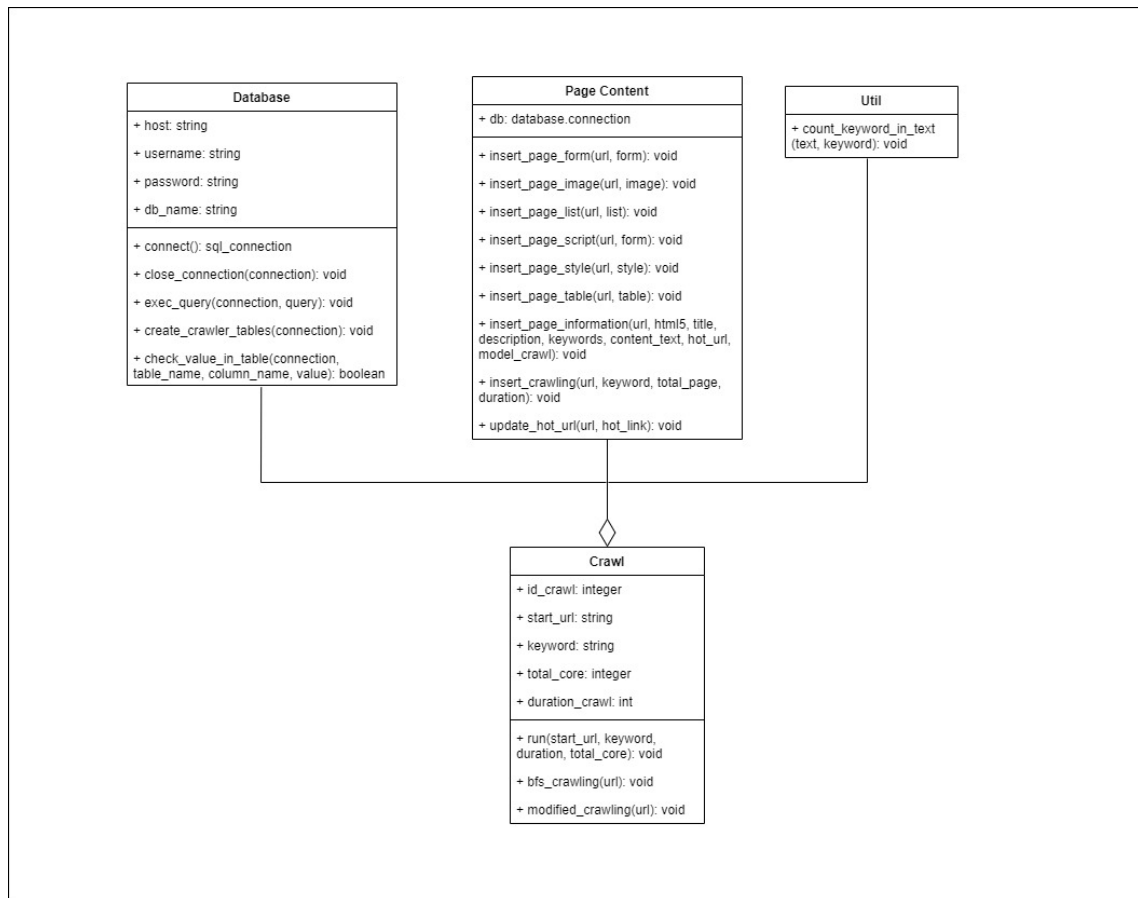 Database
+ host: string
+ username: string
+ password: string
+ db_name: string
+ connect(): sql_connection
+ close_connection(connection): void
+ exec_query(connection, query): void
+ create_crawler_tables(connection): void
+ check_value_in_table(connection,
table_name, column_name, value): boolean
Page Content
+ db: database.connection
+ insert_page_form(url, form): void
+ insert_page_image(url, image): void
+ insert_page_list(url, list): void
+ insert_page_script(url, form): void
+ insert_page_style(url, style): void
+ insert_page_table(url, table): void
+ insert_page_information(url, html5, title,
description, keywords, content_text, hot_url,
model_crawl): void
+ insert_crawling(url, keyword, total_page,
duration): void
+ update_hot_url(url, hot_link): void
Util
+ count_keyword_in_text
(text, keyword): void
Crawl
+ id_crawl: integer
+ start_url: string
+ keyword: string
+ total_core: integer
+ duration_crawl: int
+ run(start_url, keyword,
duration, total_core): void
+ bfs_crawling(url): void
+ modified_crawling(url): void